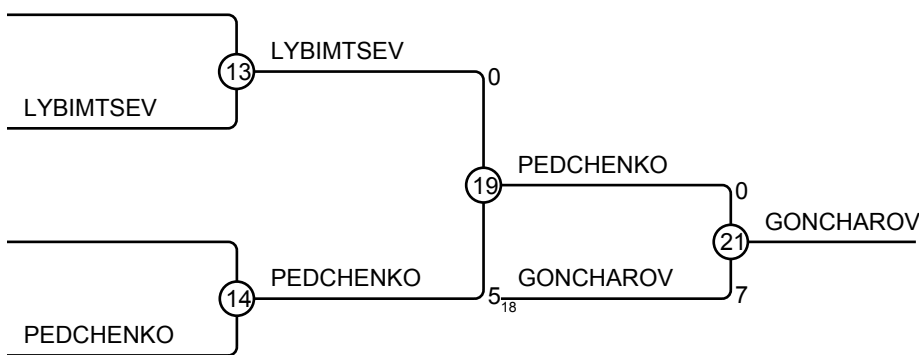 LYBIMTSEV
13
0
LYBIMTSEV
PEDCHENKO
19
0
GONCHAROV
21
PEDCHENKO
GONCHAROV
14
5
18
7
PEDCHENKO